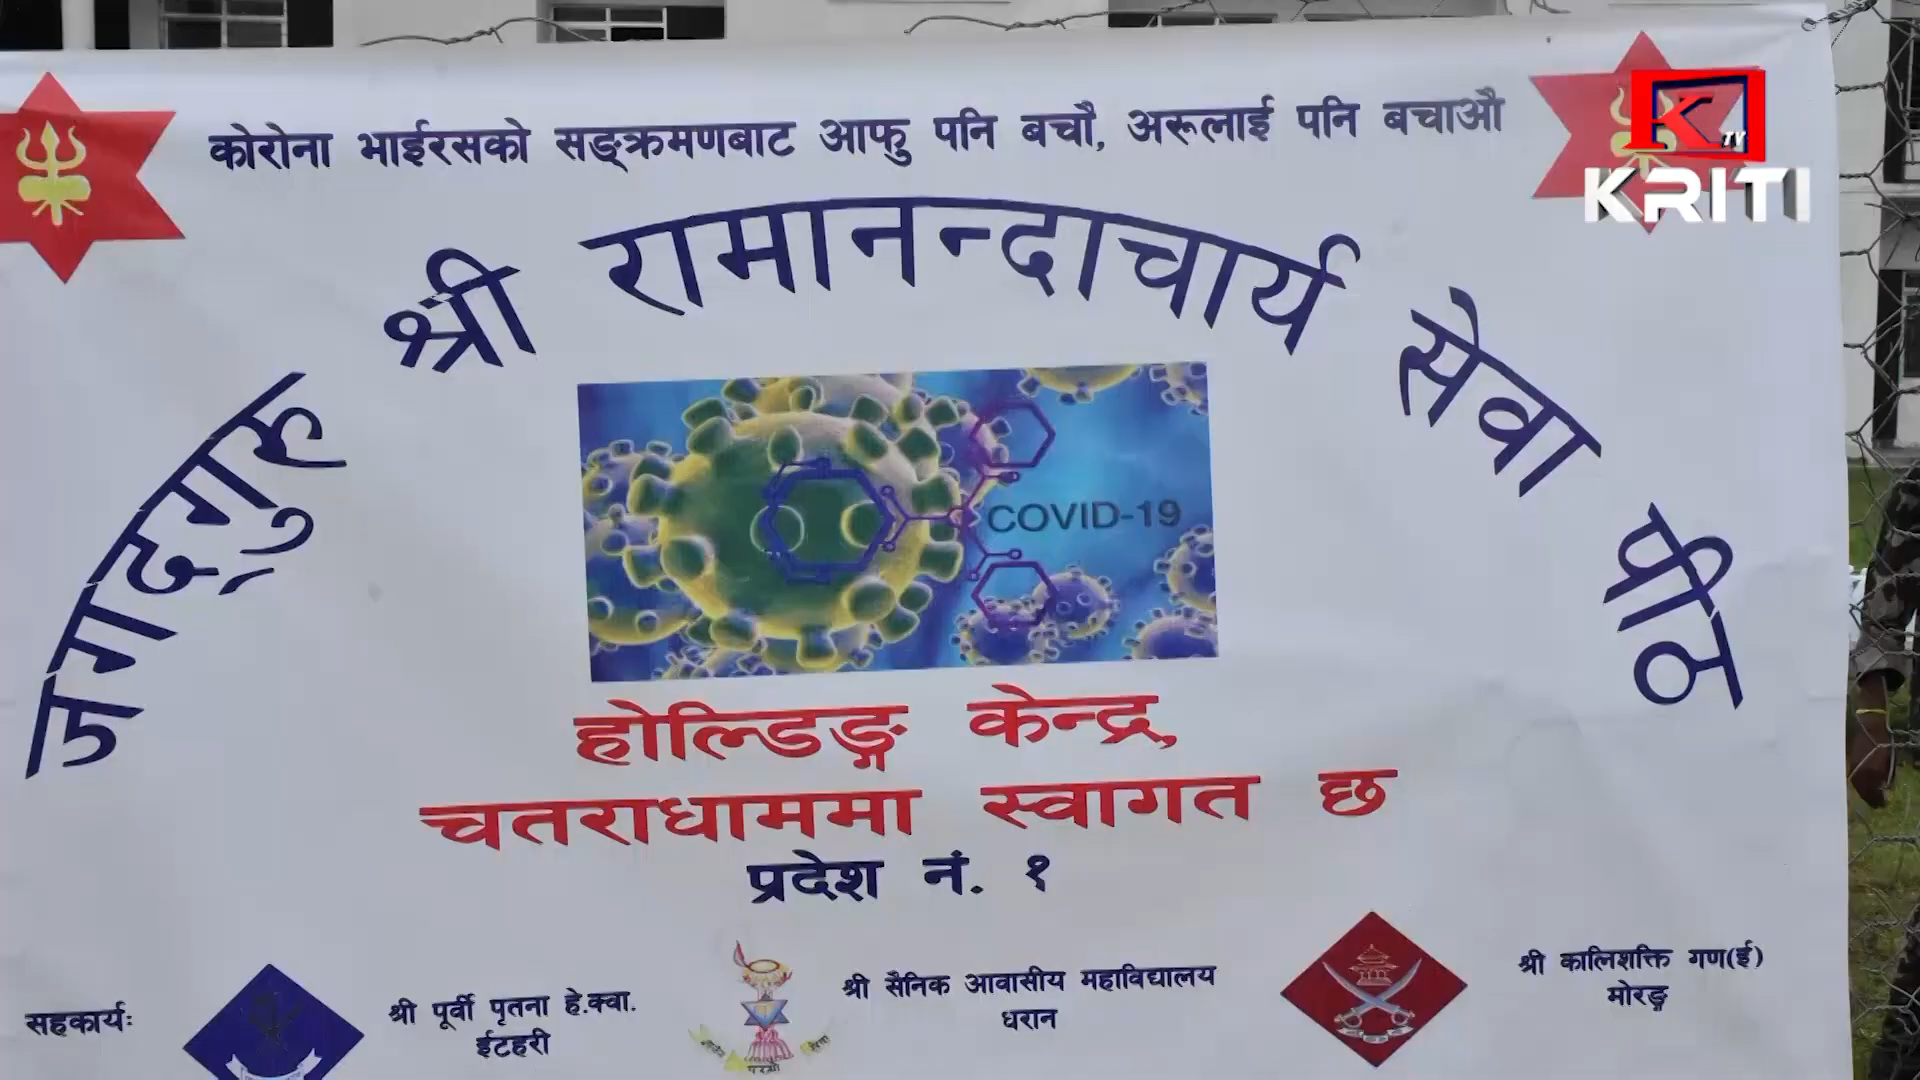 कोरोना भाईरसको सङ्क्रमणबाट आफु पनि बचौ, अरूलाई पनि बचाऔ
K TV
KRITI
जगद्गुरु श्री रामानन्दाचार्य सेवा पीठ
COVID-19
होल्डिङ्ग केन्द्र,
चतराधाममा स्वागत छ
प्रदेश नं. १
सहकार्यः
श्री पूर्वी पृतना हे.क्वा.
ईटहरी
श्री सैनिक आवासीय महाविद्यालय
धरान
श्री कालिशक्ति गण(ई)
मोरङ्ग